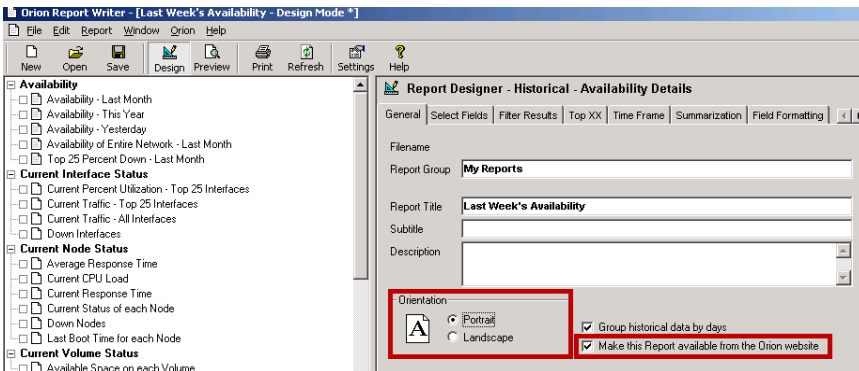 Orion Report Writer - [Last Week's Availability - Design Mode *]
File Edit Report Window Orion Help
New Open Save Design Preview Print Refresh Settings Help
Availability
Availability - Last Month
Availability - This Year
Availability - Yesterday
Availability of Entire Network - Last Month
Top 25 Percent Down - Last Month
Current Interface Status
Current Percent Utilization - Top 25 Interfaces
Current Traffic - Top 25 Interfaces
Current Traffic - All Interfaces
Down Interfaces
Current Node Status
Average Response Time
Current CPU Load
Current Response Time
Current Status of each Node
Down Nodes
Last Boot Time for each Node
Current Volume Status
Available Space on each Volume
Report Designer - Historical - Availability Details
General Select Fields Filter Results Top XX Time Frame Summarization Field Formatting
Filename
Report Group My Reports
Report Title Last Week's Availability
Subtitle
Description
Orientation
A
Portrait
Landscape
Group historical data by days
Make this Report available from the Orion website